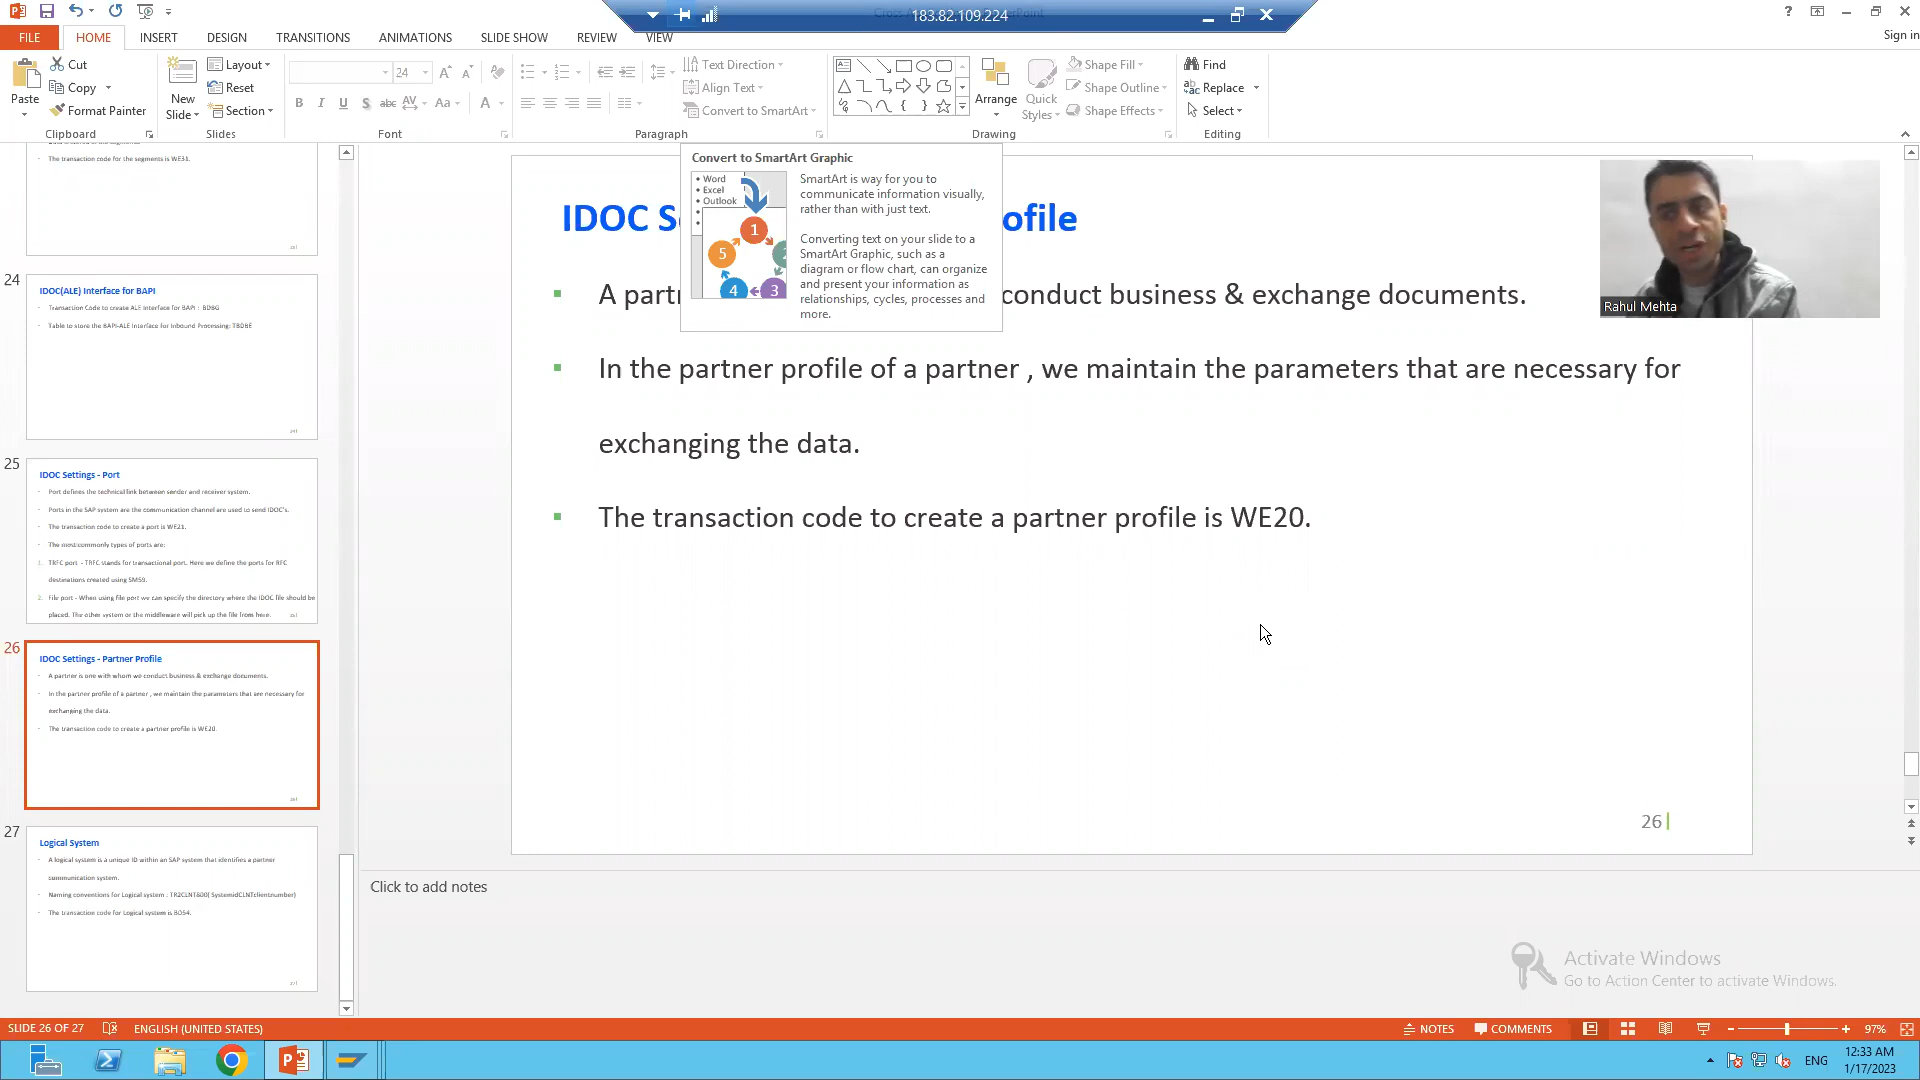 183.82.109.224
FILE HOME INSERT DESIGN TRANSITIONS ANIMATIONS SLIDE SHOW REVIEW VIEW
Sign in
Paste
Cut
Copy
Format Painter
Clipboard
New
Slide
Layout
Reset
Section
Slides
24
Font
Text Direction
Align Text
Convert to SmartArt
Paragraph
Arrange
Quick
Styles
Shape Fill
Shape Outline
Shape Effects
Drawing
Find
Replace
Select
Editing
The transaction code for the segments is WE31.
24
IDOC(ALE) Interface for BAPI
Transaction Code to create ALE Interface for BAPI : BDBG
Table to store the BAPI-ALE Interface for Inbound Processing: TBDBE
25
IDOC Settings - Port
Port defines the technical link between sender and receiver system.
Ports in the SAP system are the communication channel are used to send IDOC's.
The transaction code to create a port is WE21.
The most commonly types of ports are:
1. TRFC port - TRFC stands for transactional port. Here we define the ports for RFC
destinations created using SM59.
2. File port - When using file port we can specify the directory where the IDOC file should be
placed. The other system or the middleware will pick up the file from here.
26
IDOC Settings - Partner Profile
A partner is one with whom we conduct business & exchange documents.
In the partner profile of a partner , we maintain the parameters that are necessary for
exchanging the data.
The transaction code to create a partner profile is WE20.
27
Logical System
A logical system is a unique ID within an SAP system that identifies a partner
communication system.
Naming conventions for Logical system : TR2CLNT800( SystemidCLNTclientnumber)
The transaction code for Logical system is BD54.
Convert to SmartArt Graphic
Word
Excel
Outlook
1
5
2
4
3
SmartArt is way for you to
communicate information visually,
rather than with just text.
Converting text on your slide to a
SmartArt Graphic, such as a
diagram or flow chart, can organize
and present your information as
relationships, cycles, processes and
more.
IDOC S ofile
A part conduct business & exchange documents.
In the partner profile of a partner , we maintain the parameters that are necessary for
exchanging the data.
The transaction code to create a partner profile is WE20.
26
Rahul Mehta
Click to add notes
Activate Windows
Go to Action Center to activate Windows.
SLIDE 26 OF 27 ENGLISH (UNITED STATES) NOTES COMMENTS 97%
ENG
12:33 AM
1/17/2023